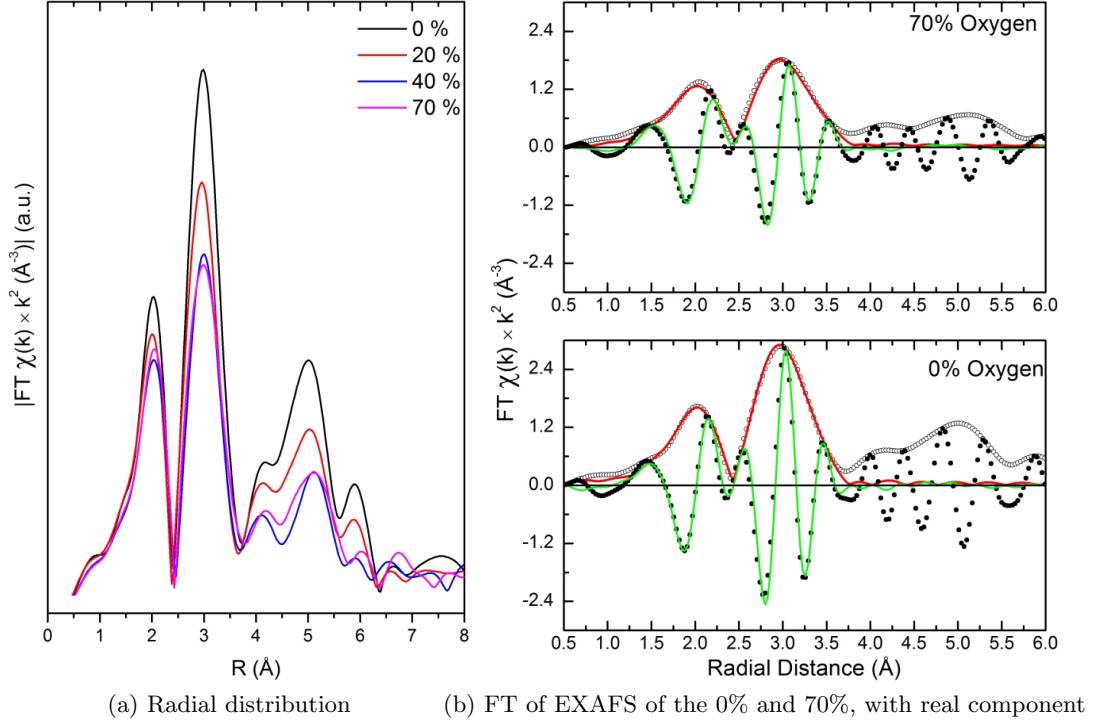 |FT χ(k) × k² (Å⁻³)| (a.u.)
0 %
20 %
40 %
70 %
0 1 2 3 4 5 6 7 8
R (Å)
(a) Radial distribution
FT χ(k) × k² (Å⁻³)
70% Oxygen
2.4
1.2
0.0
-1.2
-2.4
0.5 1.0 1.5 2.0 2.5 3.0 3.5 4.0 4.5 5.0 5.5 6.0
0% Oxygen
2.4
1.2
0.0
-1.2
-2.4
0.5 1.0 1.5 2.0 2.5 3.0 3.5 4.0 4.5 5.0 5.5 6.0
Radial Distance (Å)
(b) FT of EXAFS of the 0% and 70%, with real component